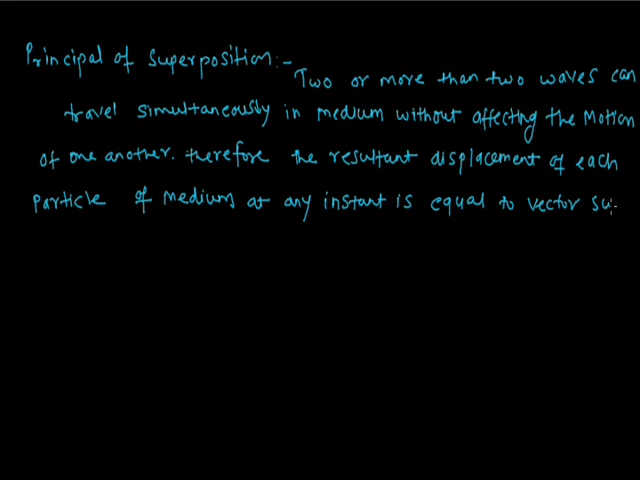 Principal of Superposition:-
Two or more than two waves can
travel simultaneously in medium without affecting the Motion
of one another. therefore the resultant displacement of each
particle of medium at any instant is equal to vector su